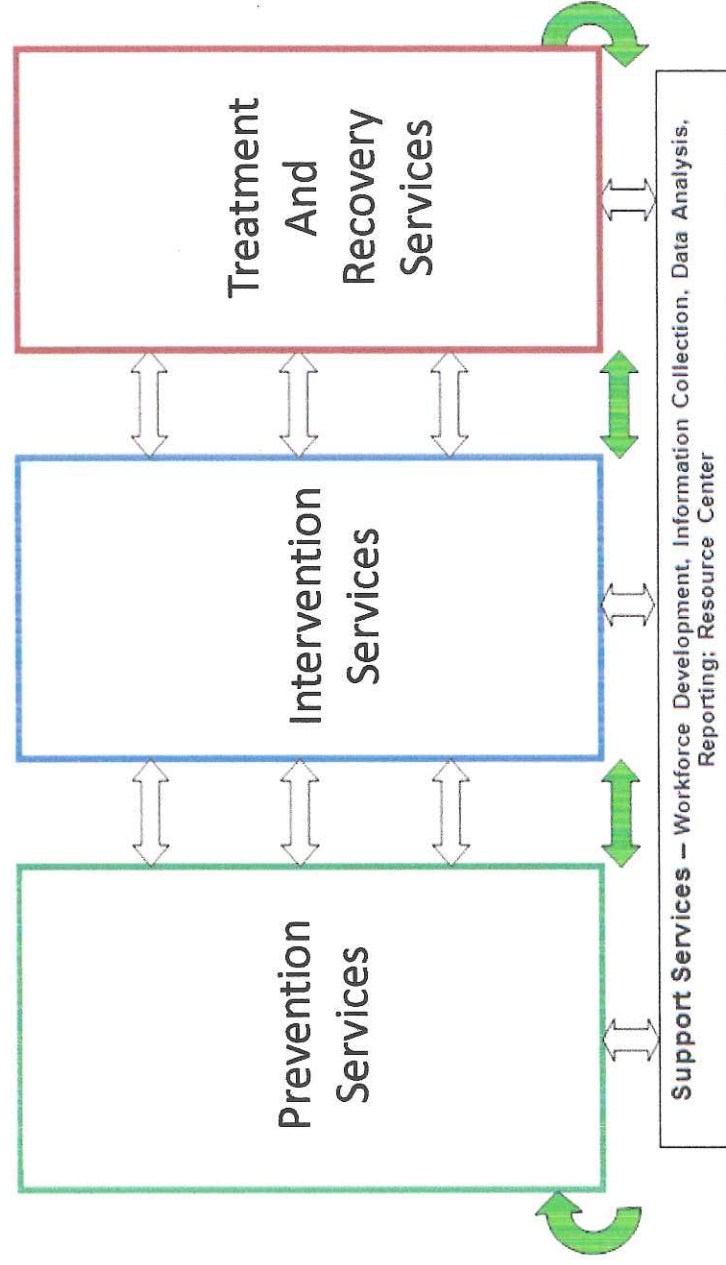 Prevention
Services
Intervention
Services
Treatment
And
Recovery
Services
Support Services – Workforce Development, Information Collection, Data Analysis,
Reporting; Resource Center